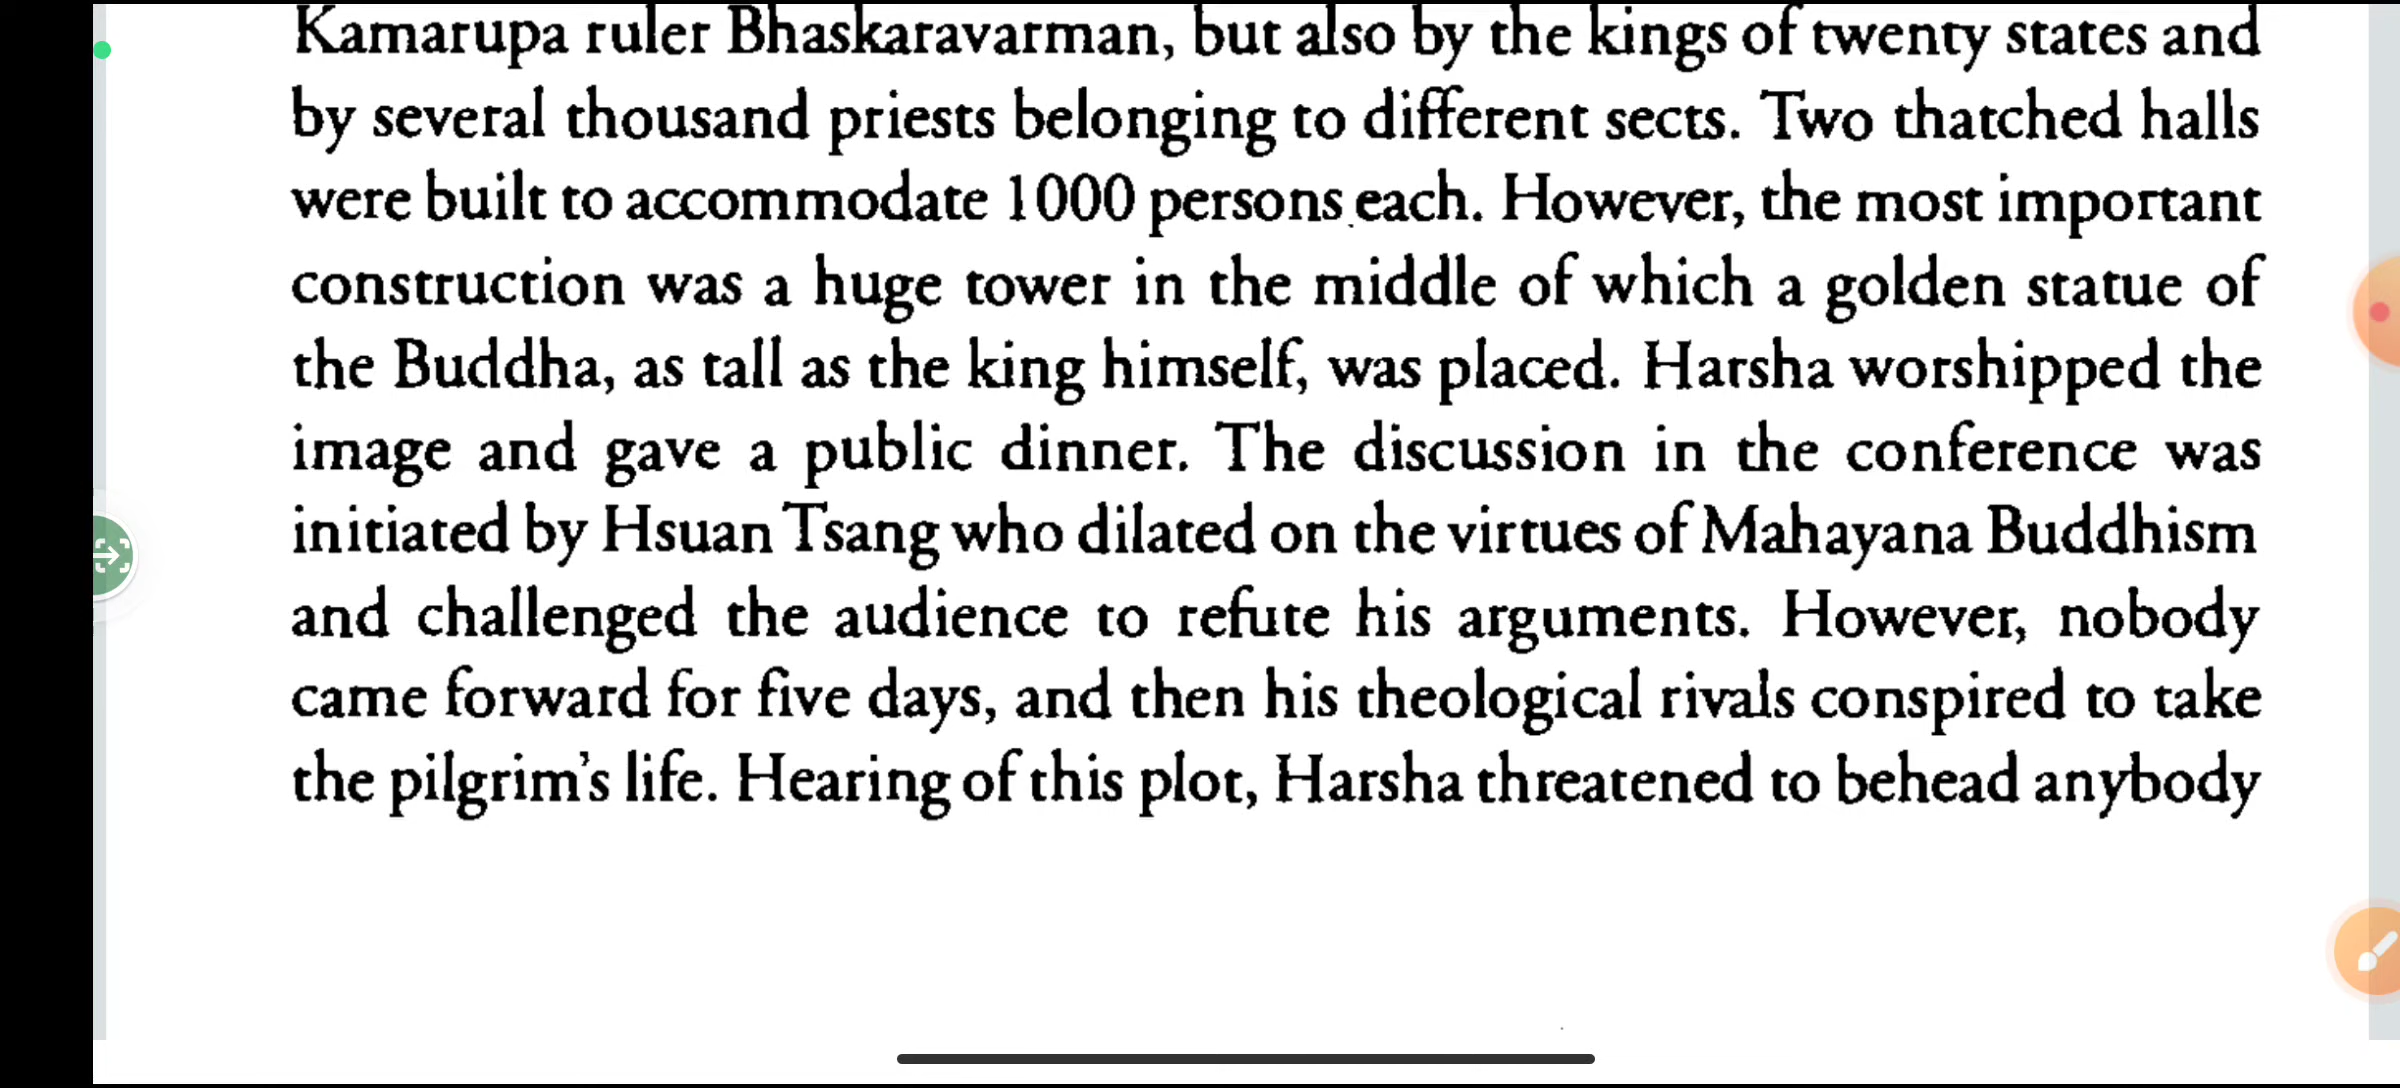 Kamarupa ruler Bhaskaravarman, but also by the kings of twenty states and
by several thousand priests belonging to different sects. Two thatched halls
were built to accommodate 1000 persons each. However, the most important
construction was a huge tower in the middle of which a golden statue of
the Buddha, as tall as the king himself, was placed. Harsha worshipped the
image and gave a public dinner. The discussion in the conference was
initiated by Hsuan Tsang who dilated on the virtues of Mahayana Buddhism
and challenged the audience to refute his arguments. However, nobody
came forward for five days, and then his theological rivals conspired to take
the pilgrim's life. Hearing of this plot, Harsha threatened to behead anybody